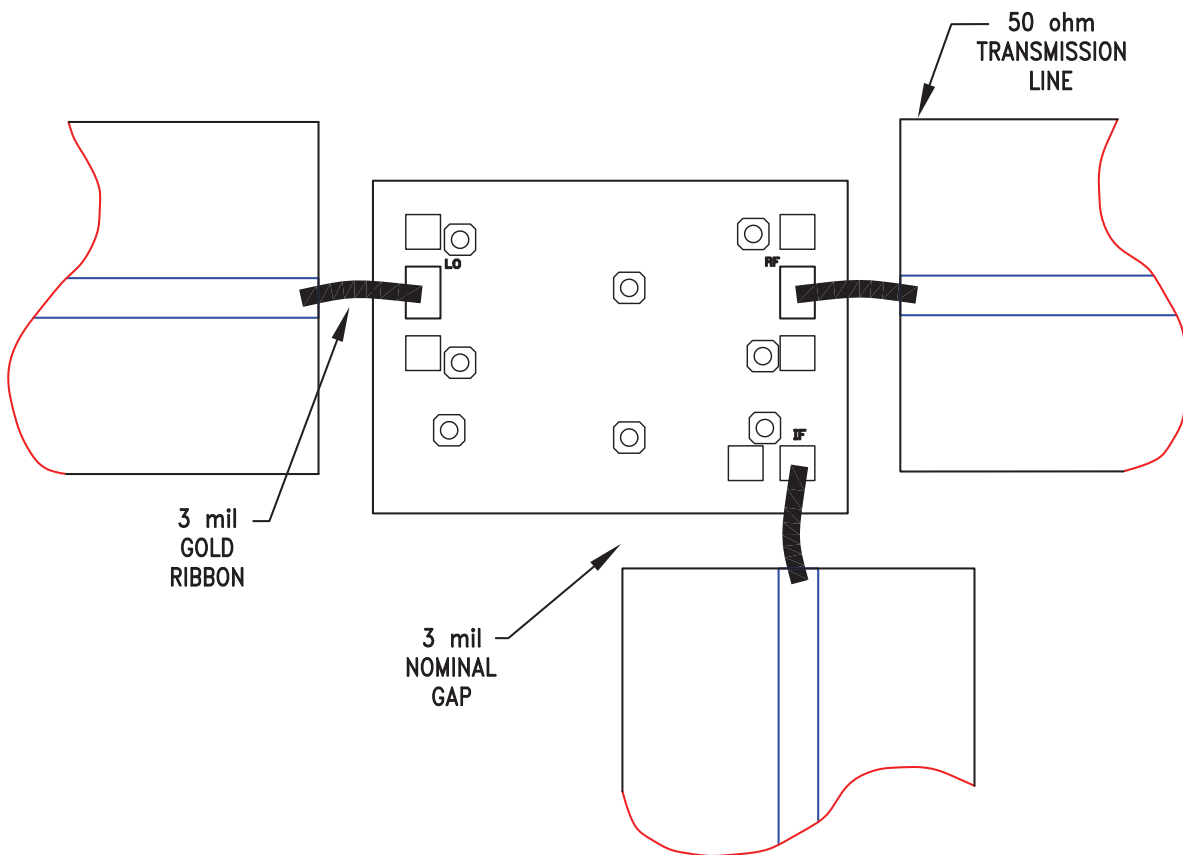 50 ohm
TRANSMISSION
LINE
LO
RF
IF
3 mil
GOLD
RIBBON
3 mil
NOMINAL
GAP